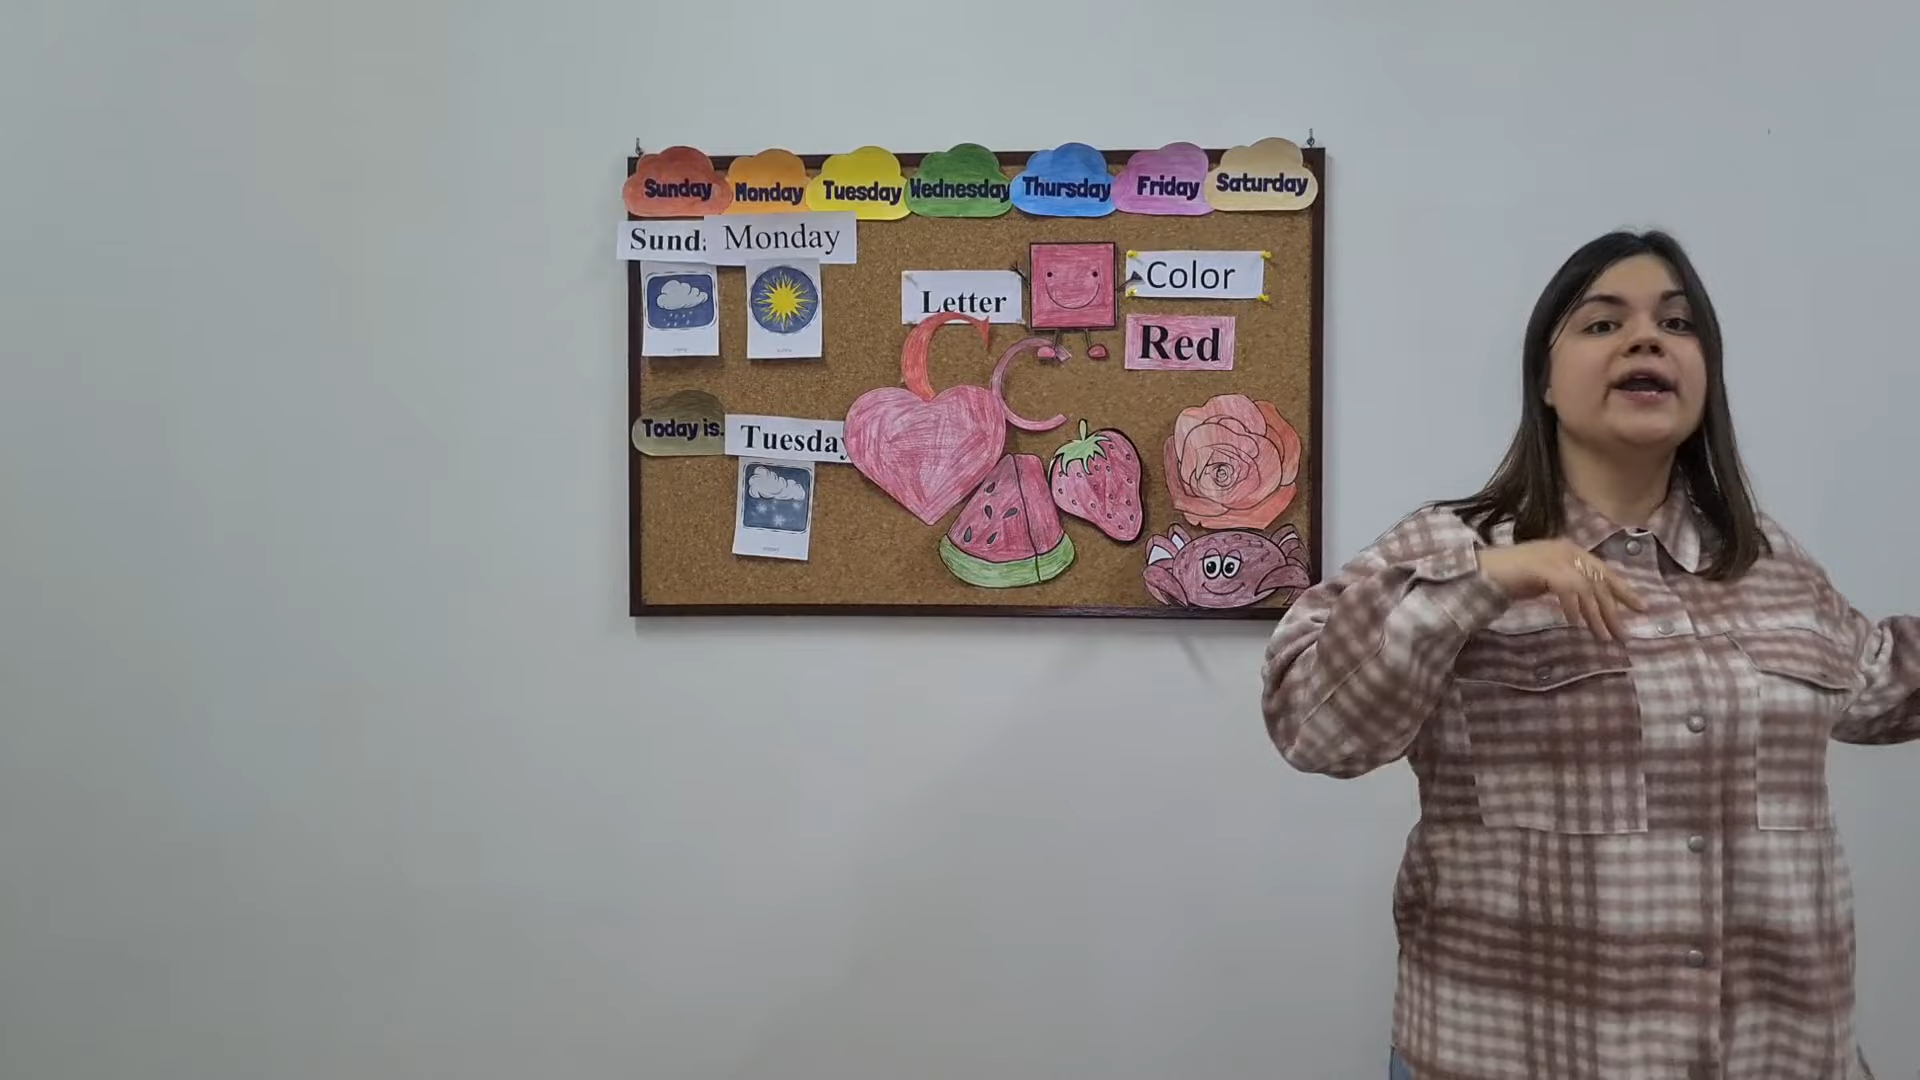 Sunday Monday Tuesday Wednesday Thursday Friday Saturday
Sund Monday
Letter
Color
C C
Red
Today is. Tuesday